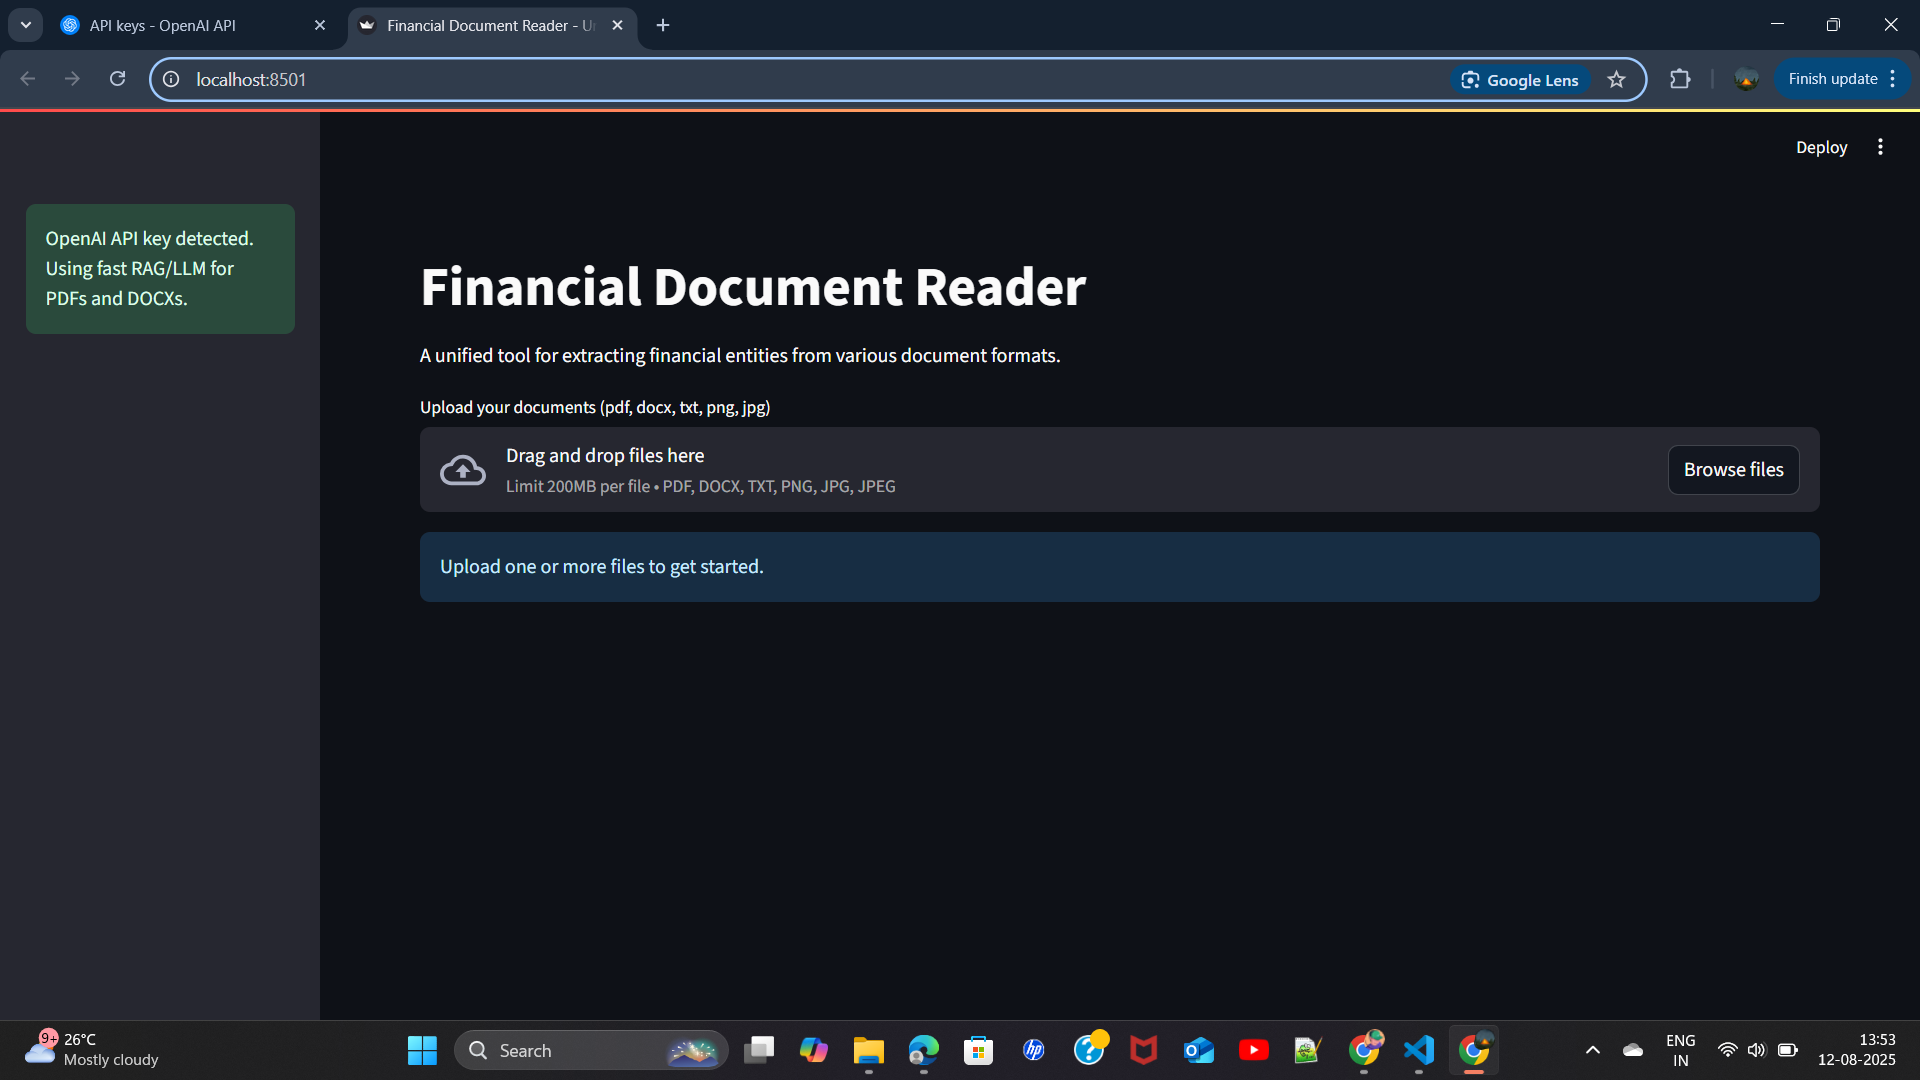 API keys - OpenAI API
Financial Document Reader - Un
localhost:8501
Google Lens
Finish update
Deploy
OpenAI API key detected.
Using fast RAG/LLM for
PDFs and DOCXs.
Financial Document Reader
A unified tool for extracting financial entities from various document formats.
Upload your documents (pdf, docx, txt, png, jpg)
Drag and drop files here
Limit 200MB per file • PDF, DOCX, TXT, PNG, JPG, JPEG
Browse files
Upload one or more files to get started.
9+
26°C
Mostly cloudy
Search
hp
ENG
IN
13:53
12-08-2025